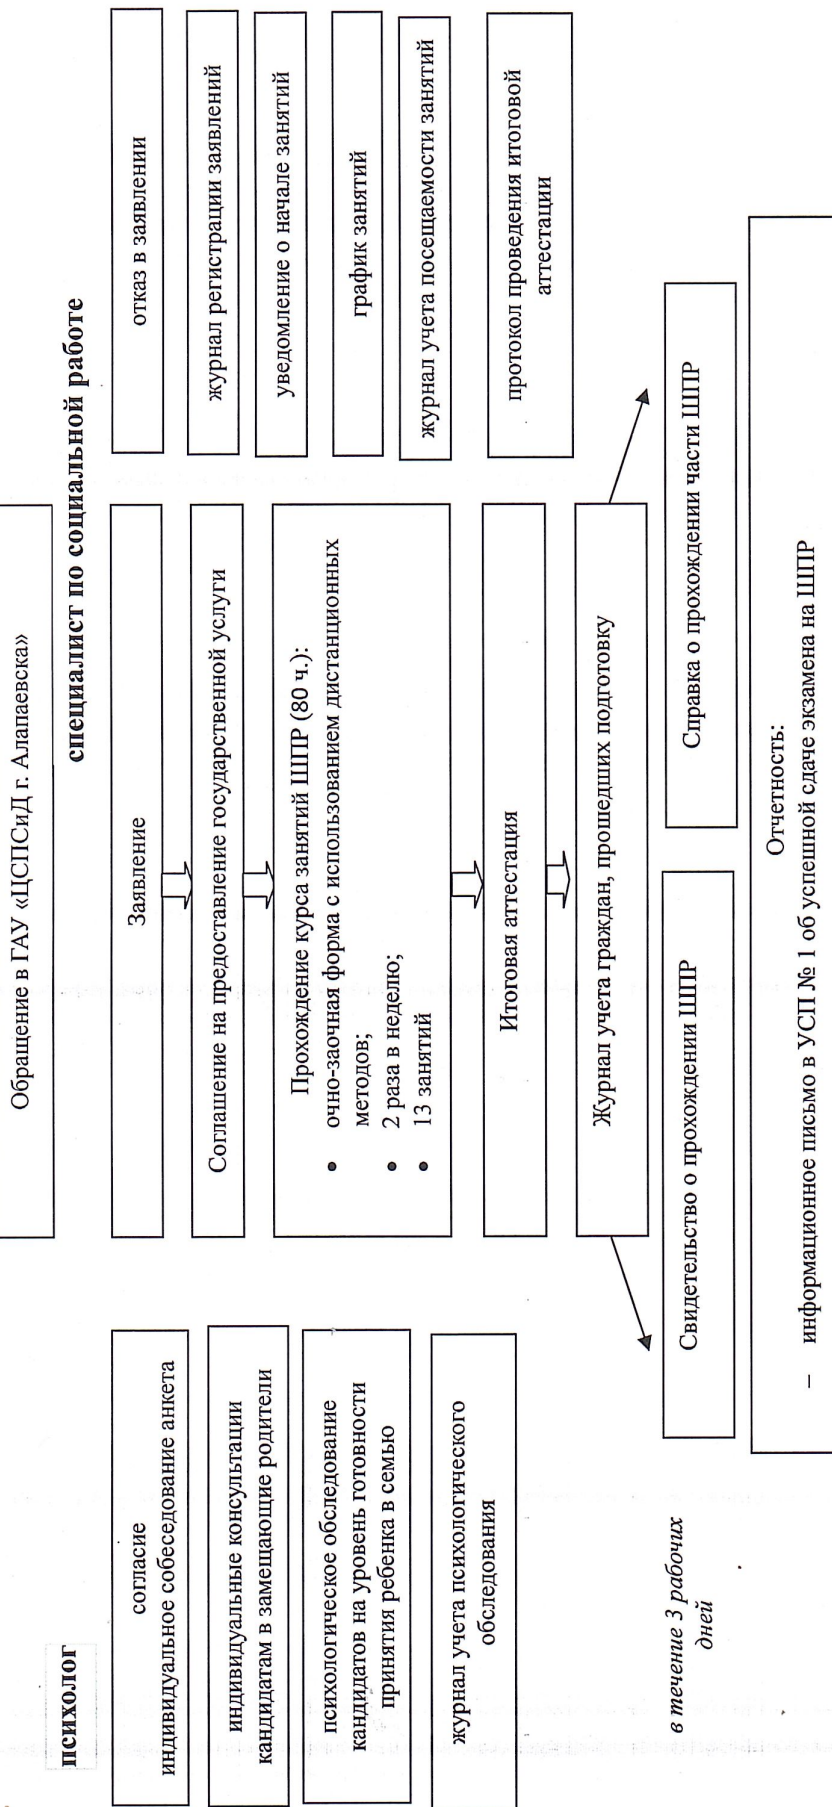 Обращение в ГАУ «ЦСПСиД г. Алапаевска»
психолог
специалист по социальной работе
согласие
индивидуальное собеседование анкета
индивидуальные консультации
кандидатам в замещающие родители
психологическое обследование
кандидатов на уровень готовности
принятия ребенка в семью
журнал учета психологического
обследования
Заявление
Соглашение на предоставление государственной услуги
Прохождение курса занятий ШПР (80 ч.):
• очно-заочная форма с использованием дистанционных
методов;
• 2 раза в неделю;
• 13 занятий
Итоговая аттестация
Журнал учета граждан, прошедших подготовку
отказ в заявлении
журнал регистрации заявлений
уведомление о начале занятий
график занятий
журнал учета посещаемости занятий
протокол проведения итоговой
аттестации
в течение 3 рабочих
дней
Свидетельство о прохождении ШПР
Справка о прохождении части ШПР
Отчетность:
– информационное письмо в УСП № 1 об успешной сдаче экзамена на ШПР